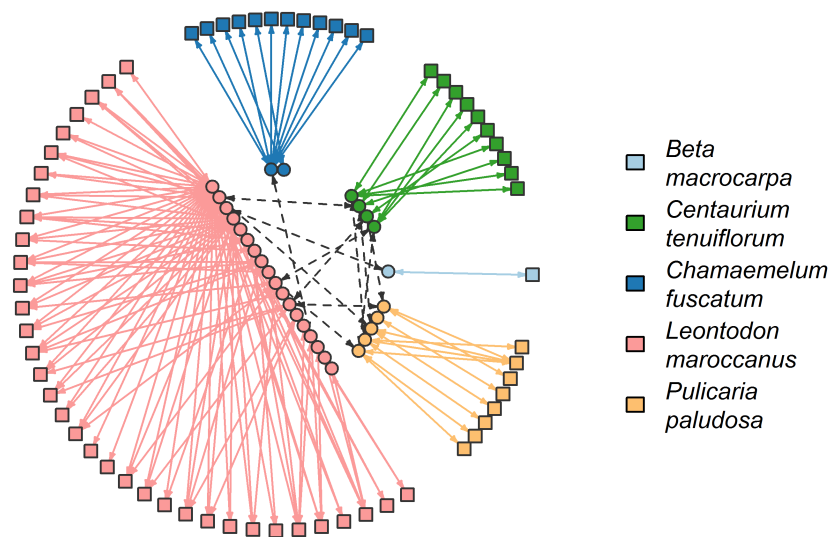 Beta
macrocarpa
Centaurium
tenuiflorum
Chamaemelum
fuscatum
Leontodon
maroccanus
Pulicaria
paludosa